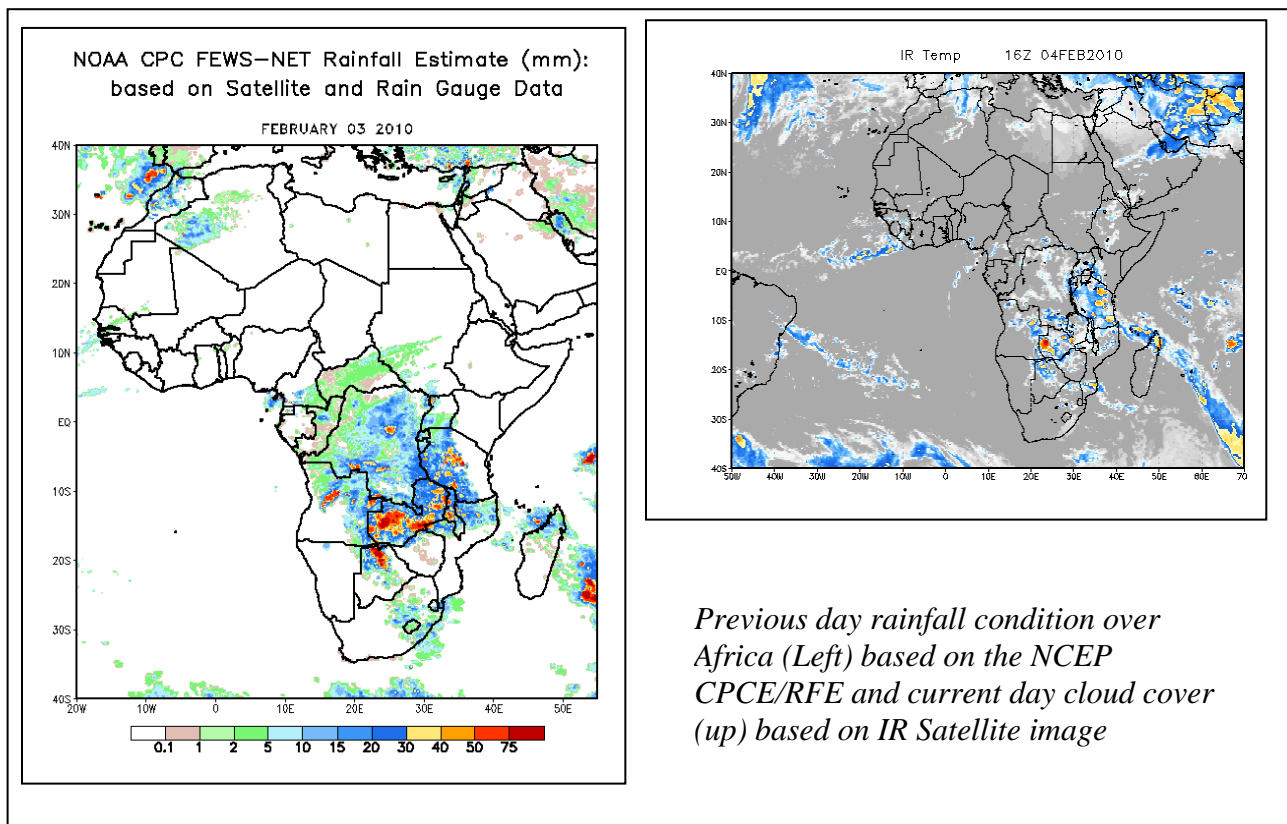 NOAA CPC FEWS-NET Rainfall Estimate (mm):
based on Satellite and Rain Gauge Data
FEBRUARY 03 2010
40N
30N
20N
10N
EQ
10S
20S
30S
40S
20W 10W 0 10E 20E 30E 40E 50E
0.1 1 2 5 10 15 20 30 40 50 75
IR Temp 16Z 04FEB2010
40N
30N
20N
10N
EQ
10S
20S
30S
40S
50W 40W 30W 20W 10W 0 10E 20E 30E 40E 50E 60E 70
Previous day rainfall condition over
Africa (Left) based on the NCEP
CPCE/RFE and current day cloud cover
(up) based on IR Satellite image